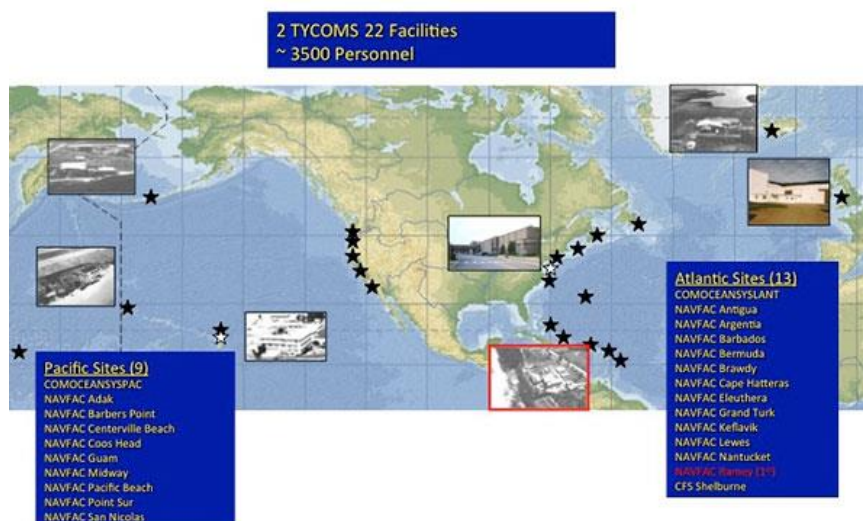 2 TYCOMS 22 Facilities
~ 3500 Personnel
Pacific Sites (9)
COMOCEANSYSPAC
NAVFAC Adak
NAVFAC Barbers Point
NAVFAC Centerville Beach
NAVFAC Coos Head
NAVFAC Guam
NAVFAC Midway
NAVFAC Pacific Beach
NAVFAC Point Sur
NAVFAC San Nicolas
Atlantic Sites (13)
COMOCEANSYSLANT
NAVFAC Antigua
NAVFAC Argentia
NAVFAC Barbados
NAVFAC Bermuda
NAVFAC Brawdy
NAVFAC Cape Hatteras
NAVFAC Eleuthera
NAVFAC Grand Turk
NAVFAC Keflavik
NAVFAC Lewes
NAVFAC Nantucket
NAVFAC Ramey (1st)
CFS Shelburne